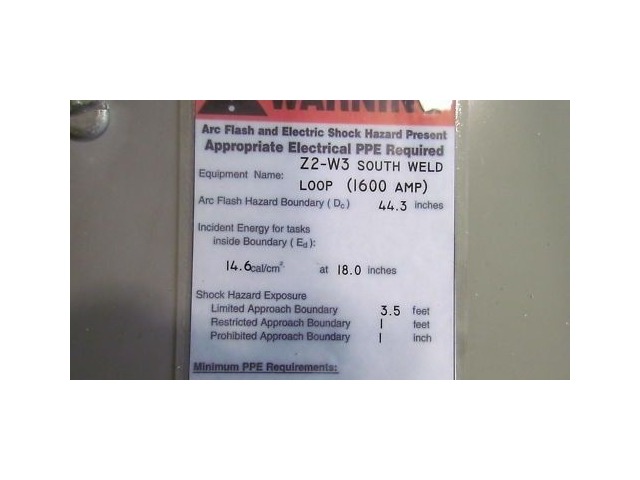 WARNING
Arc Flash and Electric Shock Hazard Present
Appropriate Electrical PPE Required
Equipment Name: Z2-W3 SOUTH WELD
LOOP (1600 AMP)
Arc Flash Hazard Boundary ( Dc ) 44.3 inches
Incident Energy for tasks
inside Boundary ( Ed ):
14.6cal/cm² at 18.0 inches
Shock Hazard Exposure
Limited Approach Boundary 3.5 feet
Restricted Approach Boundary 1 feet
Prohibited Approach Boundary 1 inch
Minimum PPE Requirements: